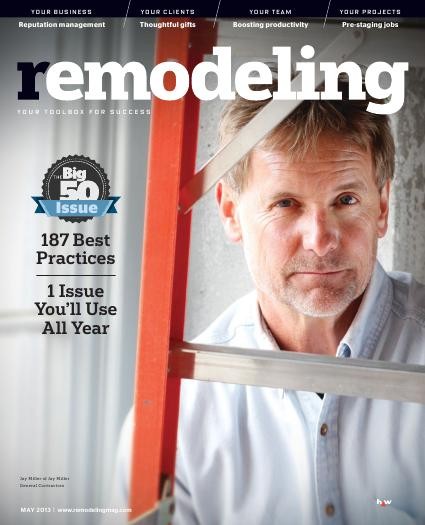 YOUR BUSINESS YOUR CLIENTS YOUR TEAM YOUR PROJECTS
Reputation management Thoughtful gifts Boosting productivity Pre-staging jobs
remodeling
YOUR TOOLBOX FOR SUCCESS
THE Big
50
Issue
187 Best
Practices
1 Issue
You'll Use
All Year
Jay Miller of Jay Miller
General Contractors
MAY 2013 | www.remodelingmag.com
h/w